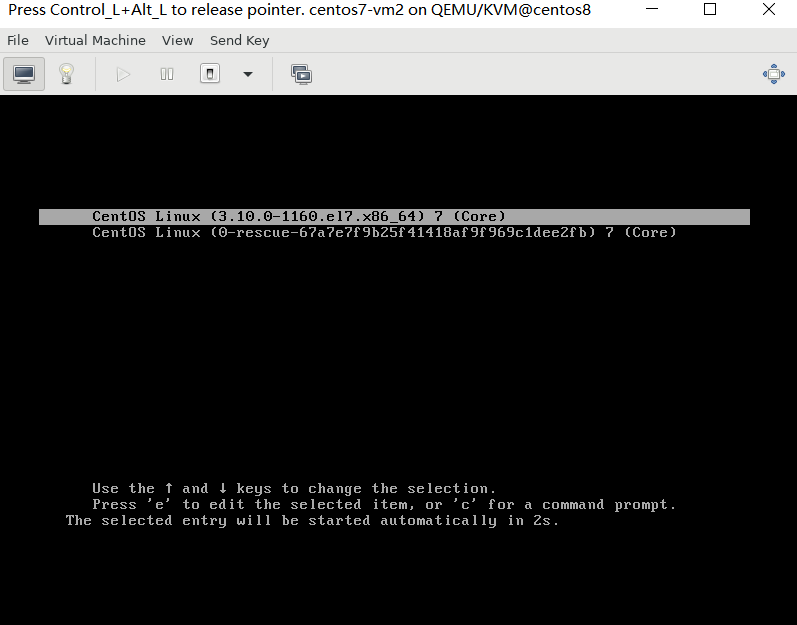 Press Control_L+Alt_L to release pointer. centos7-vm2 on QEMU/KVM@centos8
File Virtual Machine View Send Key
CentOS Linux (3.10.0-1160.el7.x86_64) 7 (Core)
CentOS Linux (0-rescue-67a7e7f9b25f41418af9f969c1dee2fb) 7 (Core)
Use the ↑ and ↓ keys to change the selection.
Press 'e' to edit the selected item, or 'c' for a command prompt.
The selected entry will be started automatically in 2s.